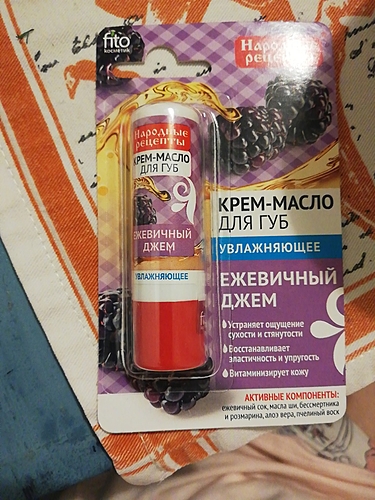 fito
косметик
Народные
рецепты
Народные
рецепты
КРЕМ-МАСЛО
ДЛЯ ГУБ
ЕЖЕВИЧНЫЙ
ДЖЕМ
УВЛАЖНЯЮЩЕЕ
КРЕМ-МАСЛО
ДЛЯ ГУБ
УВЛАЖНЯЮЩЕЕ
ЕЖЕВИЧНЫЙ
ДЖЕМ
Устраняет ощущение
сухости и стянутости
Восстанавливает
эластичность и упругость
Витаминизирует кожу
АКТИВНЫЕ КОМПОНЕНТЫ:
ежевичный сок, масла ши, бессмертника
и розмарина, алоэ вера, пчелиный воск